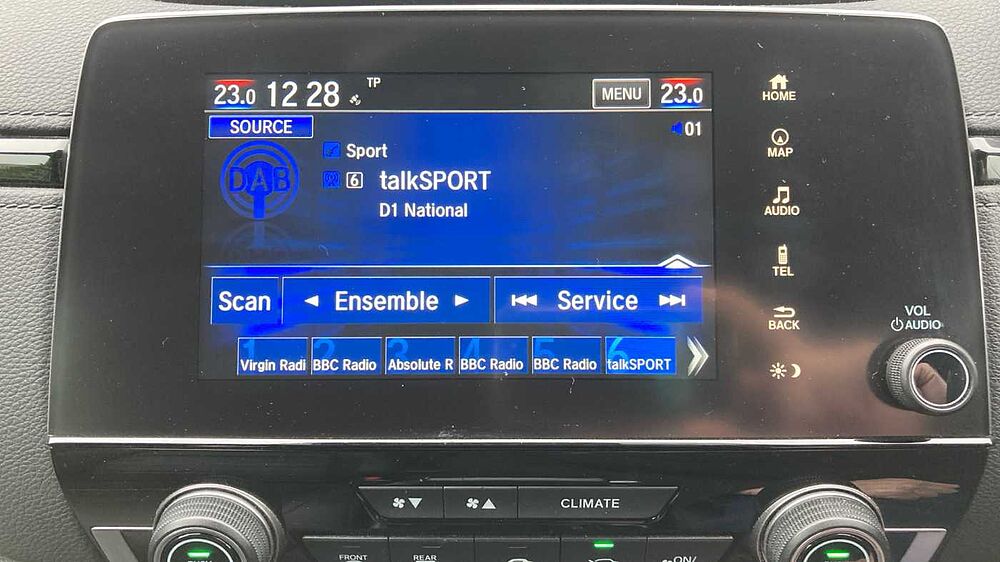 23.0 12 28 TP MENU 23.0
SOURCE 01
DAB
Sport
6 talkSPORT
D1 National
Scan ◄ Ensemble ► Service
1 2 3 4 5 6
Virgin Radi BBC Radio Absolute R BBC Radio BBC Radio talkSPORT
HOME
MAP
AUDIO
TEL
BACK
VOL
AUDIO
CLIMATE
FRONT REAR ON/